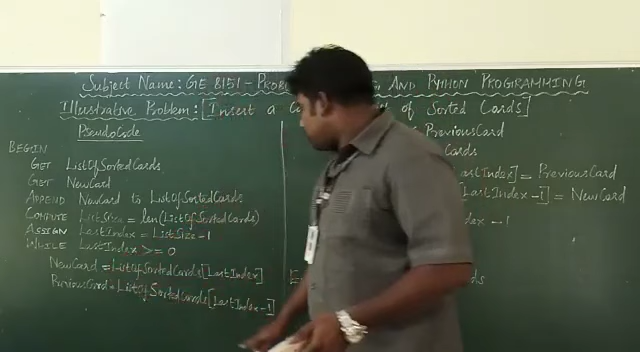 Subject Name: GE 8151 - AND PYTHON PROGRAMMING
Illustrative Problem: [Insert a of Sorted Cards]
PseudoCode
BEGIN
GET ListOfSortedCards
GET NewCard
APPEND NewCard to ListOfSortedCards
COMPUTE ListSize = len(ListOfSortedCards)
ASSIGN LastIndex = ListSize - 1
WHILE LastIndex >= 0
NewCard = ListOfSortedCards[LastIndex]
PreviousCard = ListOfSortedCards[LastIndex - 1]
PreviousCard
Cards
LastIndex] = PreviousCard
[LastIndex - 1] = NewCard
- 1